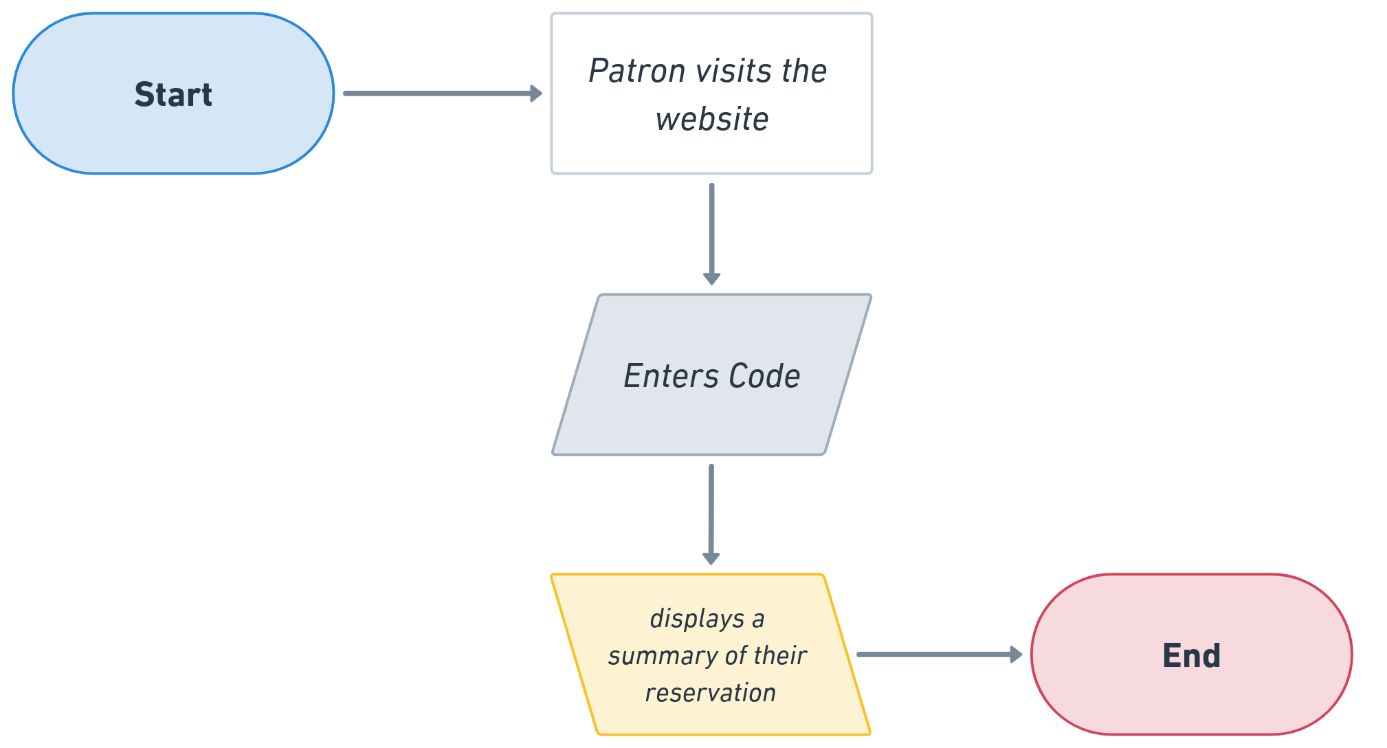 Start
Patron visits the
website
Enters Code
displays a
summary of their
reservation
End